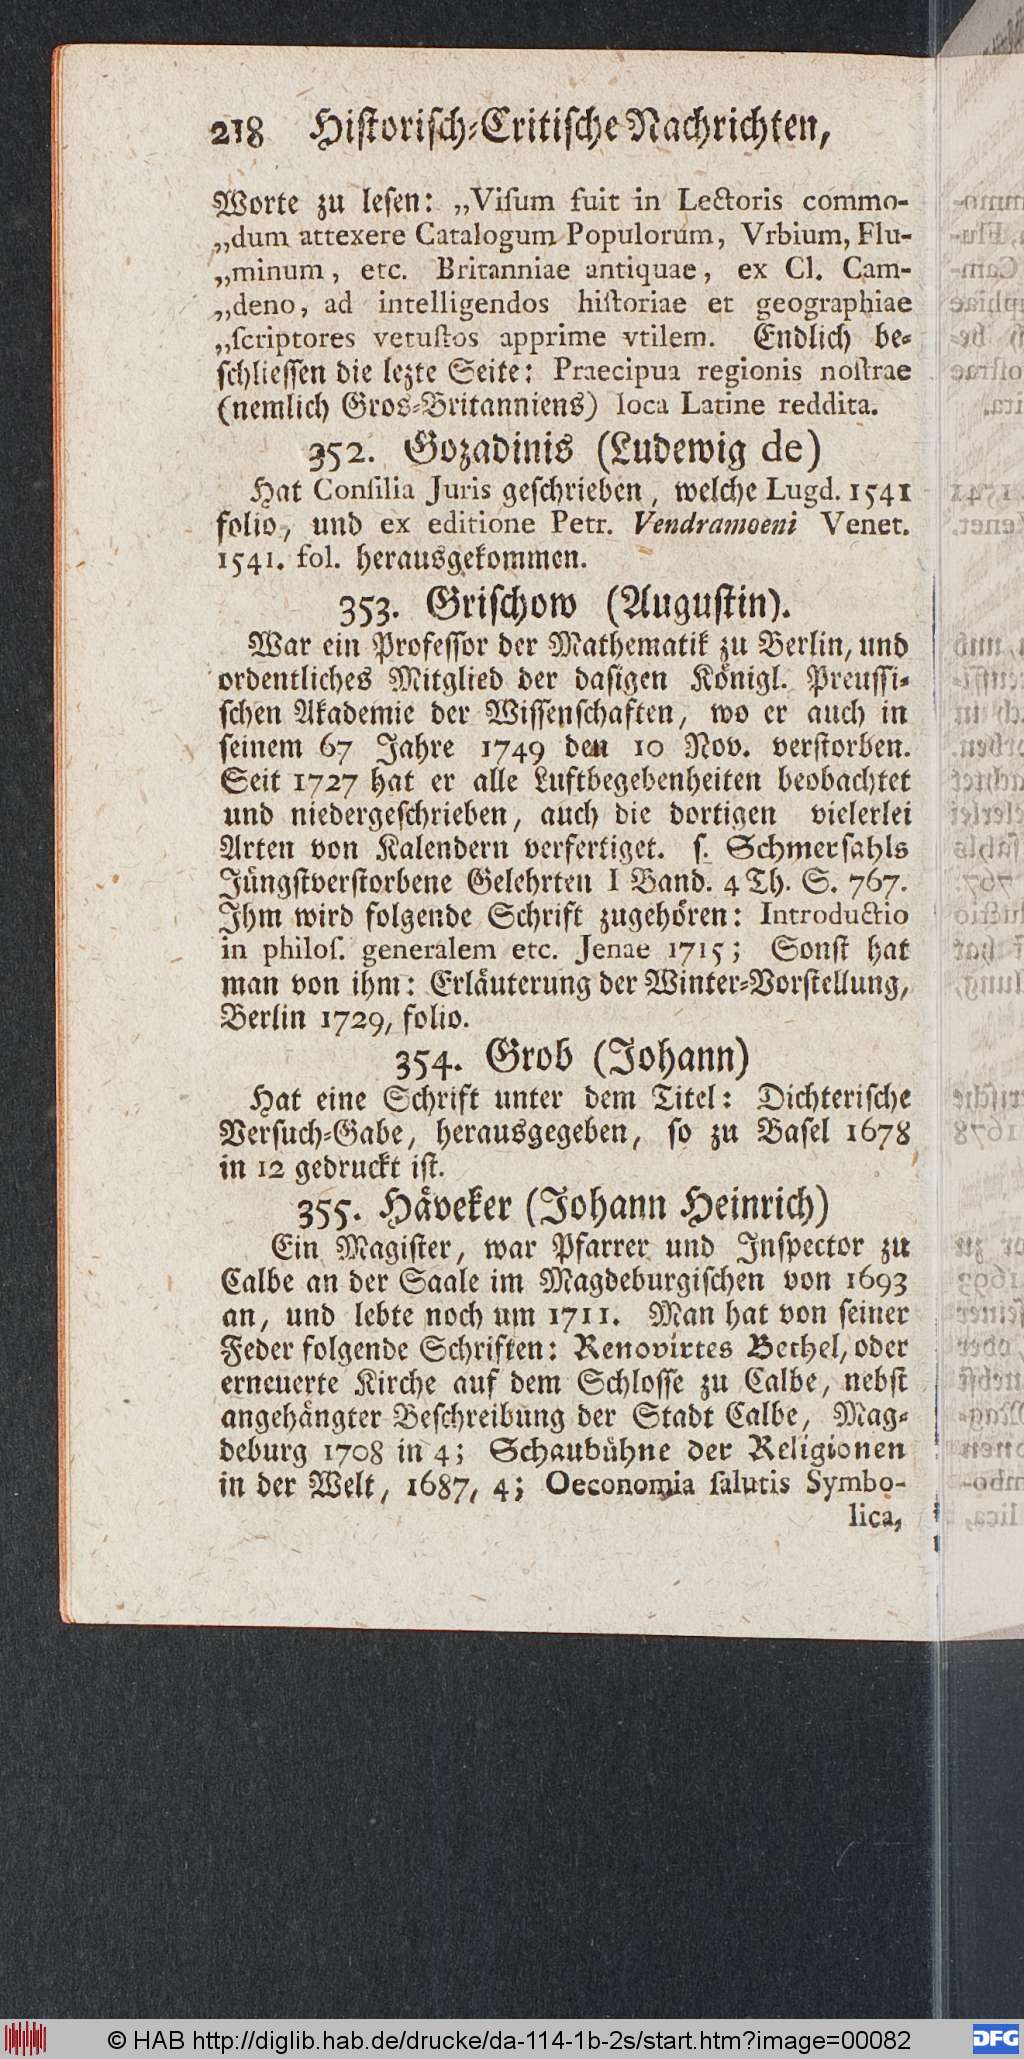 218 Historisch-Critische Nachrichten,
Worte zu lesen: „Visum fuit in Lectoris commo-
„dum attexere Catalogum Populorum, Vrbium, Flu-
„minum, etc. Britanniae antiquae, ex Cl. Cam-
„deno, ad intelligendos historiae et geographiae
„scriptores vetustos apprime vtilem. Endlich be-
schliessen die lezte Seite: Praecipua regionis nostrae
(nemlich Gros-Britanniens) loca Latine reddita.
352. Gozadinis (Ludewig de)
Hat Consilia Juris geschrieben, welche Lugd. 1541
folio, und ex editione Petr. Vendramoeni Venet.
1541. fol. herausgekommen.
353. Grischow (Augustin).
War ein Professor der Mathematik zu Berlin, und
ordentliches Mitglied der dasigen Königl. Preussi-
schen Akademie der Wissenschaften, wo er auch in
seinem 67 Jahre 1749 den 10 Nov. verstorben.
Seit 1727 hat er alle Luftbegebenheiten beobachtet
und niedergeschrieben, auch die dortigen vielerlei
Arten von Kalendern verfertiget. s. Schmersahls
Jüngstverstorbene Gelehrten I Band. 4 Th. S. 767.
Ihm wird folgende Schrift zugehören: Introductio
in philos. generalem etc. Jenae 1715; Sonst hat
man von ihm: Erläuterung der Winter-Vorstellung,
Berlin 1729, folio.
354. Grob (Johann)
Hat eine Schrift unter dem Titel: Dichterische
Versuch-Gabe, herausgegeben, so zu Basel 1678
in 12 gedruckt ist.
355. Häveker (Johann Heinrich)
Ein Magister, war Pfarrer und Inspector zu
Calbe an der Saale im Magdeburgischen von 1693
an, und lebte noch um 1711. Man hat von seiner
Feder folgende Schriften: Renovirtes Bethel, oder
erneuerte Kirche auf dem Schlosse zu Calbe, nebst
angehängter Beschreibung der Stadt Calbe, Mag-
deburg 1708 in 4; Schaubühne der Religionen
in der Welt, 1687, 4; Oeconomia salutis Symbo-
lica,
© HAB http://diglib.hab.de/drucke/da-114-1b-2s/start.htm?image=00082
DFG